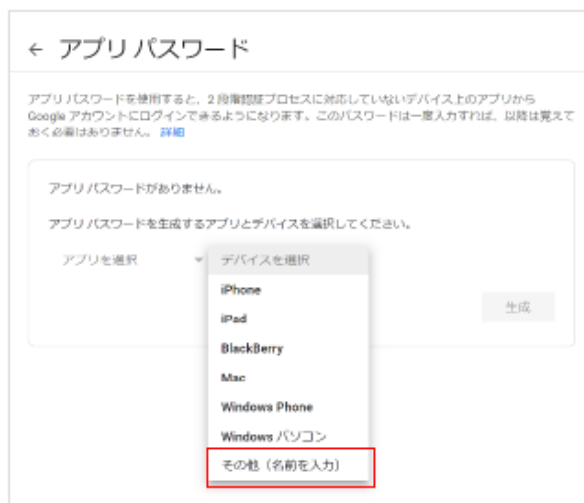 ← アプリ パスワード
アプリ パスワードを使用すると、2 段階認証プロセスに対応していないデバイス上のアプリから
Google アカウントにログインできるようになります。このパスワードは一度入力すれば、以降は覚えて
おく必要はありません。 詳細
アプリ パスワードがありません。
アプリ パスワードを生成するアプリとデバイスを選択してください。
アプリを選択
デバイスを選択
iPhone
iPad
BlackBerry
Mac
Windows Phone
Windows パソコン
その他（名前を入力）
生成